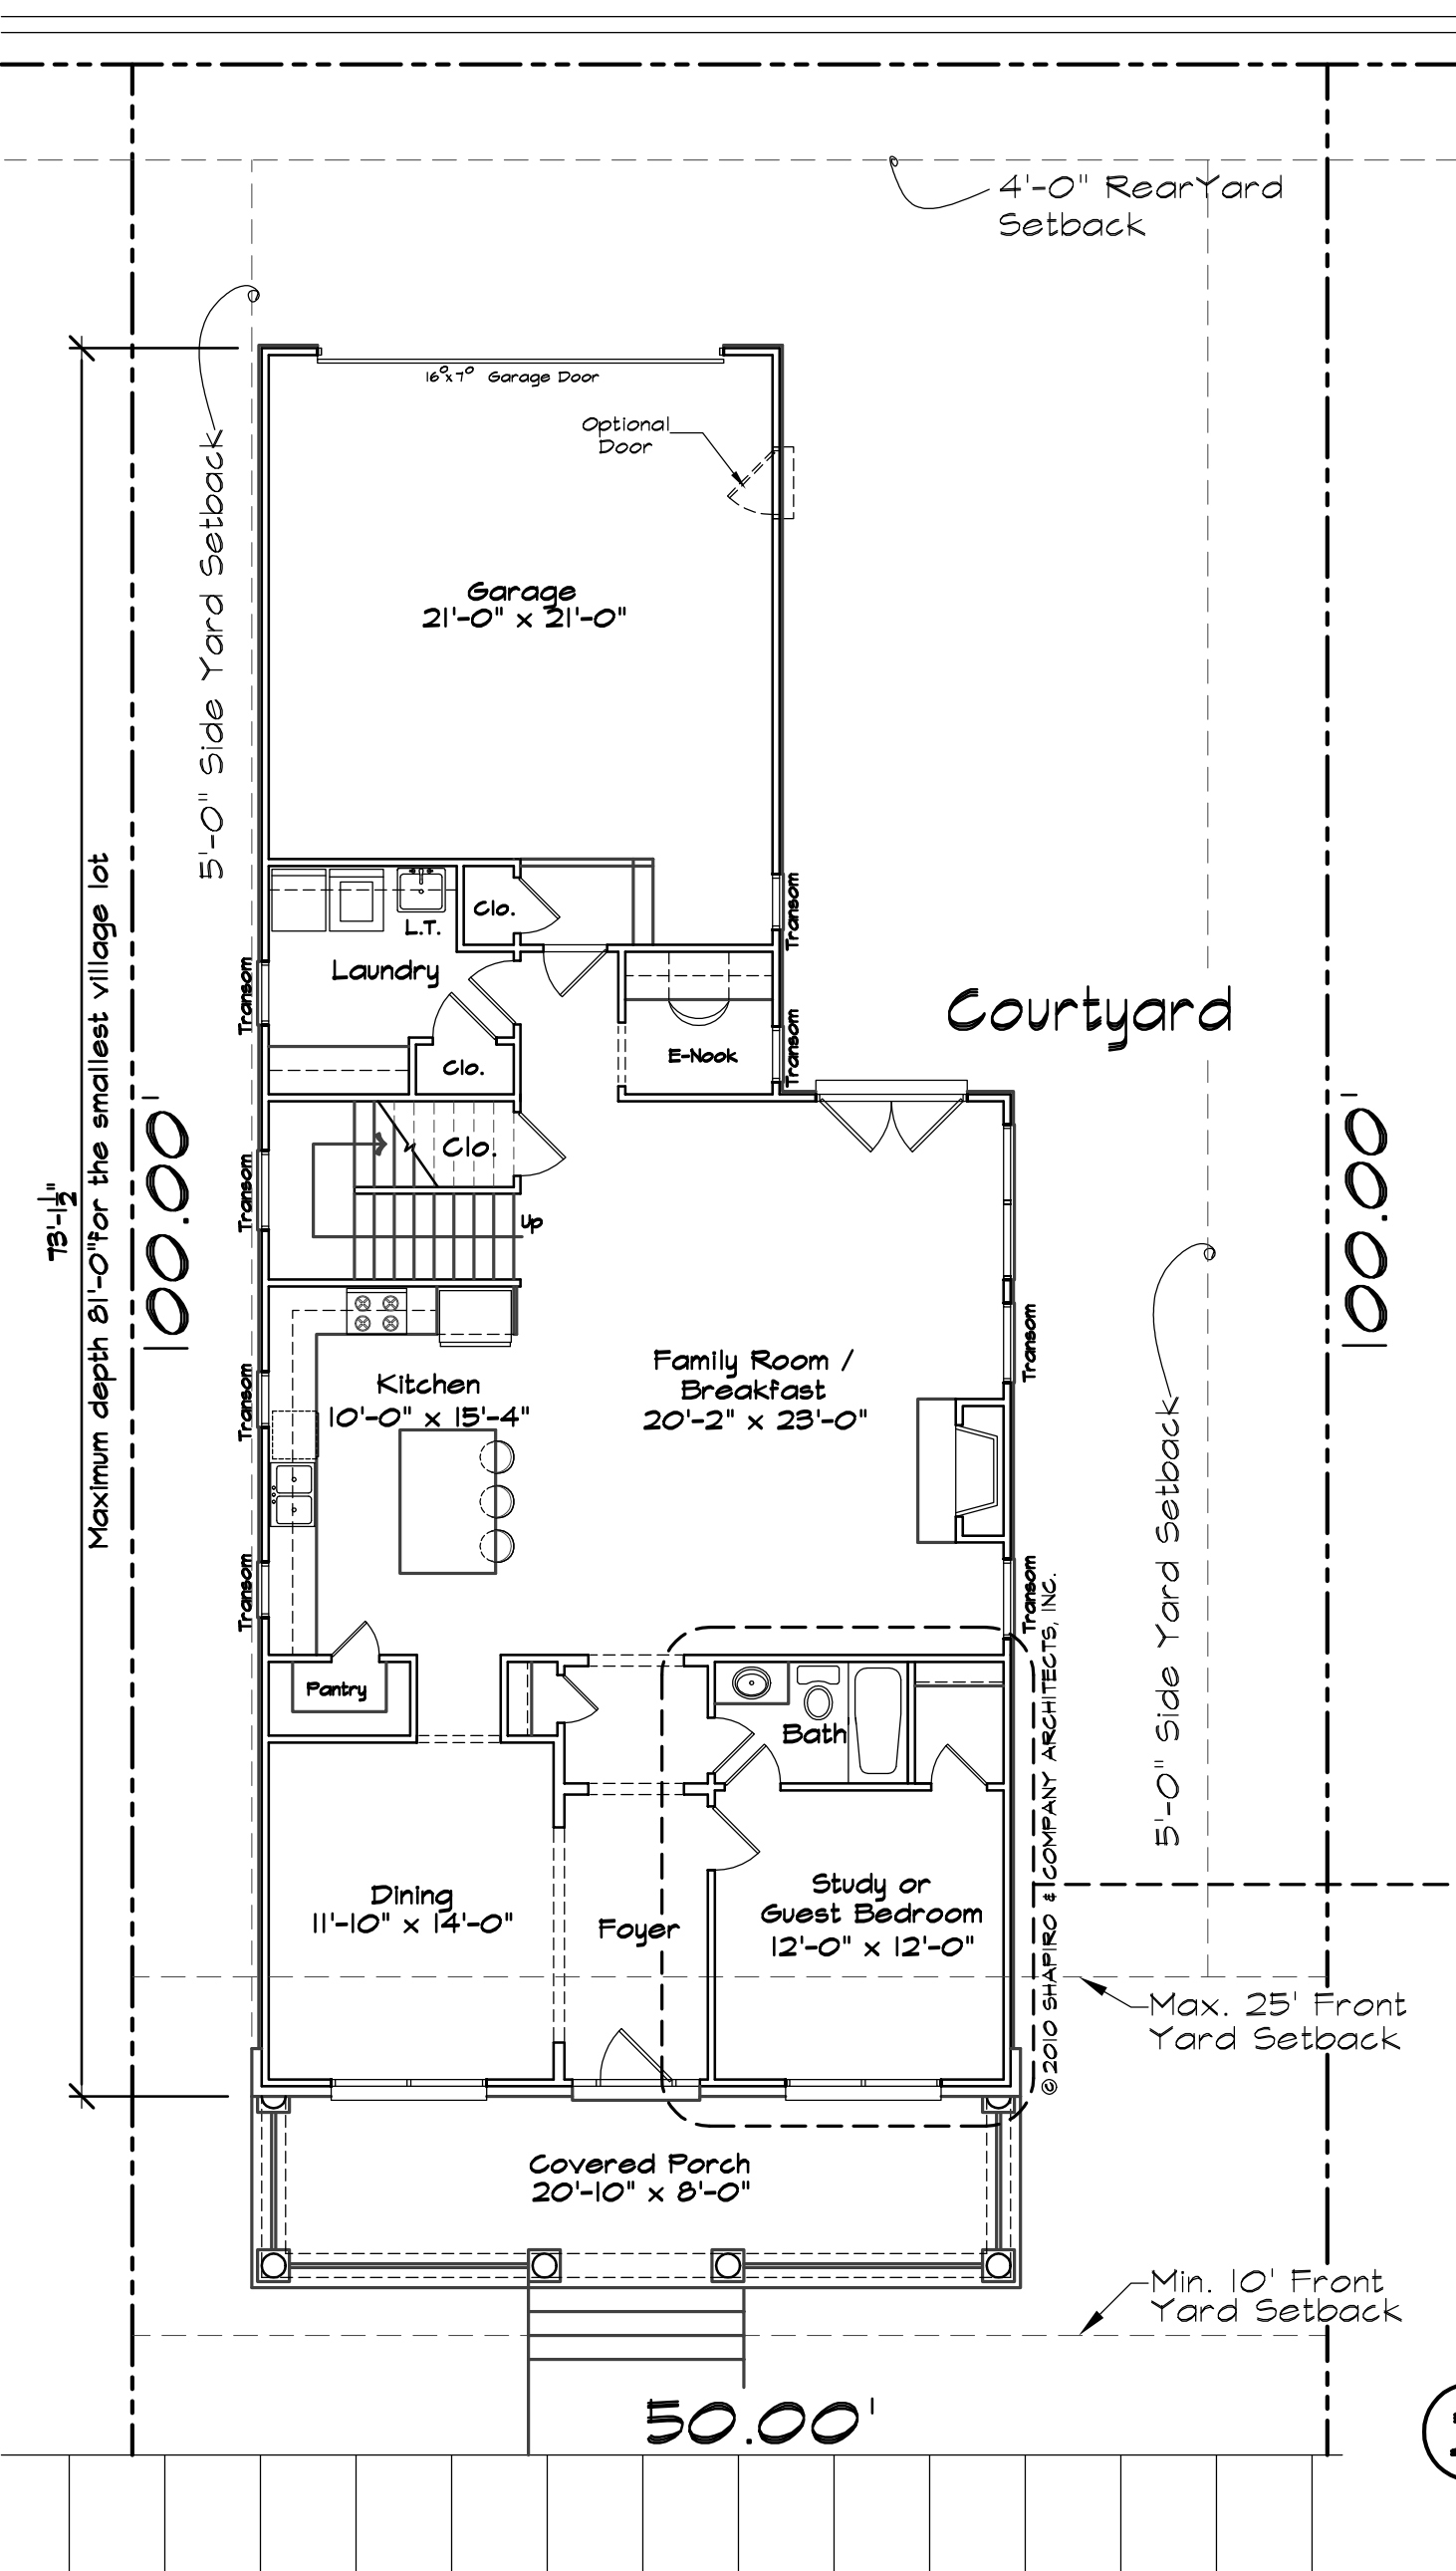 4'-0" RearYard
Setback
5'-0" Side Yard Setback
16⁰x7⁰ Garage Door
Optional
Door
Garage
21'-0" x 21'-0"
Clo.
L.T.
Transom
Laundry
Transom
Courtyard
E-Nook
Transom
Clo.
73'-1½"
Maximum depth 81'-0"for the smallest village lot
100.00'
100.00'
Clo.
Transom
Up
Transom
Family Room /
Breakfast
20'-2" x 23'-0"
Kitchen
10'-0" x 15'-4"
Transom
Transom
Transom
5'-0" Side Yard Setback
Pantry
Bath
©2010 SHAPIRO & COMPANY ARCHITECTS, INC.
Dining
11'-10" x 14'-0"
Foyer
Study or
Guest Bedroom
12'-0" x 12'-0"
Max. 25' Front
Yard Setback
Covered Porch
20'-10" x 8'-0"
Min. 10' Front
Yard Setback
50.00'